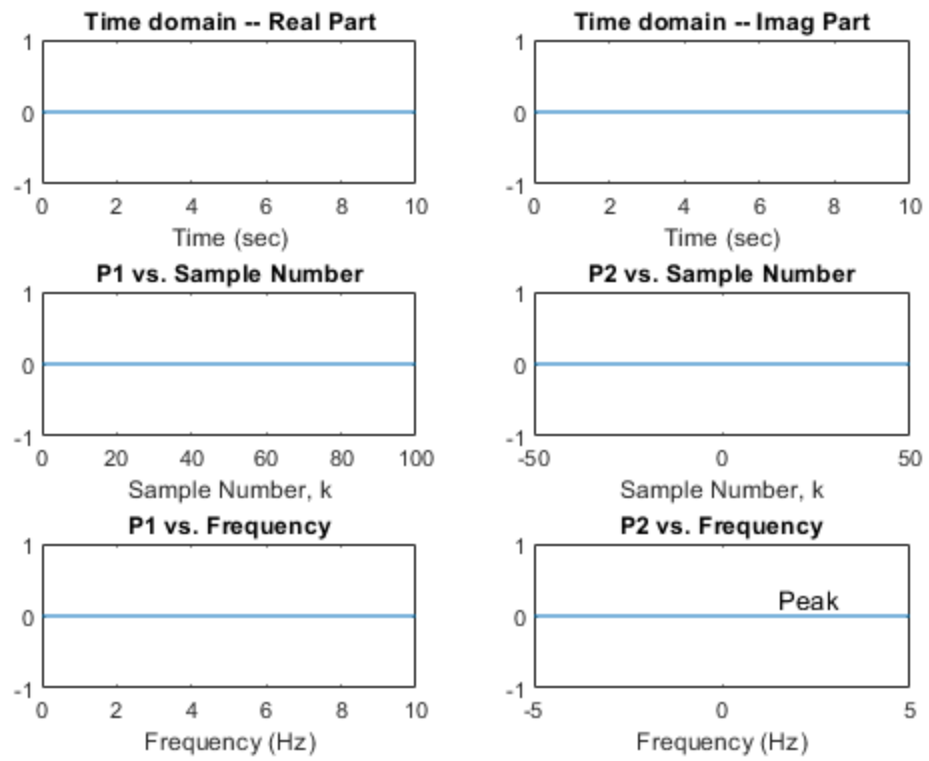 Time domain -- Real Part
1
0
-1
0 2 4 6 8 10
Time (sec)
Time domain -- Imag Part
1
0
-1
0 2 4 6 8 10
Time (sec)
P1 vs. Sample Number
1
0
-1
0 20 40 60 80 100
Sample Number, k
P2 vs. Sample Number
1
0
-1
-50 0 50
Sample Number, k
P1 vs. Frequency
1
0
-1
0 2 4 6 8 10
Frequency (Hz)
P2 vs. Frequency
1
Peak
0
-1
-5 0 5
Frequency (Hz)